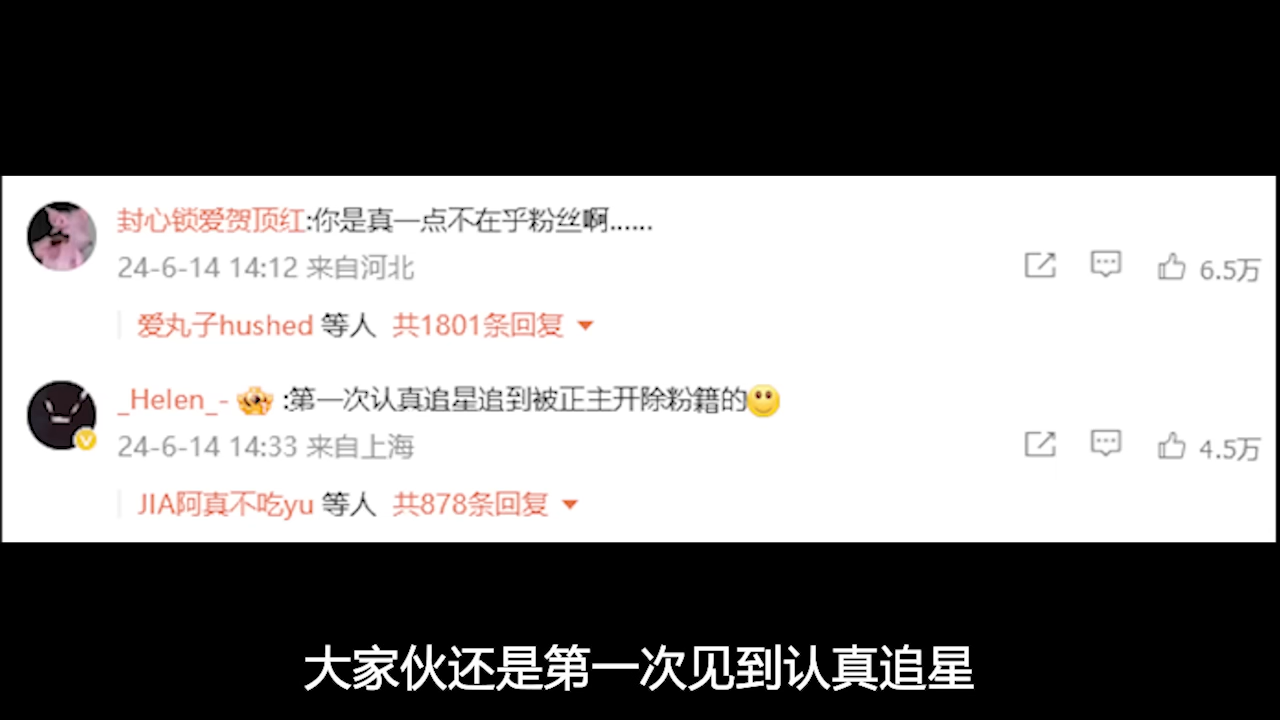 封心锁爱贺顶红:你是真一点不在乎粉丝啊......
24-6-14 14:12 来自河北
6.5万
爱丸子hushed 等人 共1801条回复
_Helen_- :第一次认真追星追到被正主开除粉籍的
24-6-14 14:33 来自上海
4.5万
JIA阿真不吃yu 等人 共878条回复
大家伙还是第一次见到认真追星